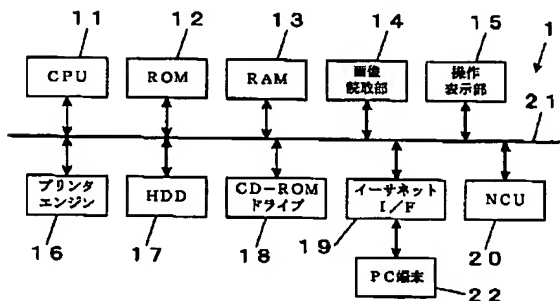 11
12
13
14
15
1
CPU
ROM
RAM
画像
読取部
操作
表示部
21
プリンタ
エンジン
HDD
CD-ROM
ドライブ
イーサネット
I/F
NCU
16
17
18
19
20
PC端末
22